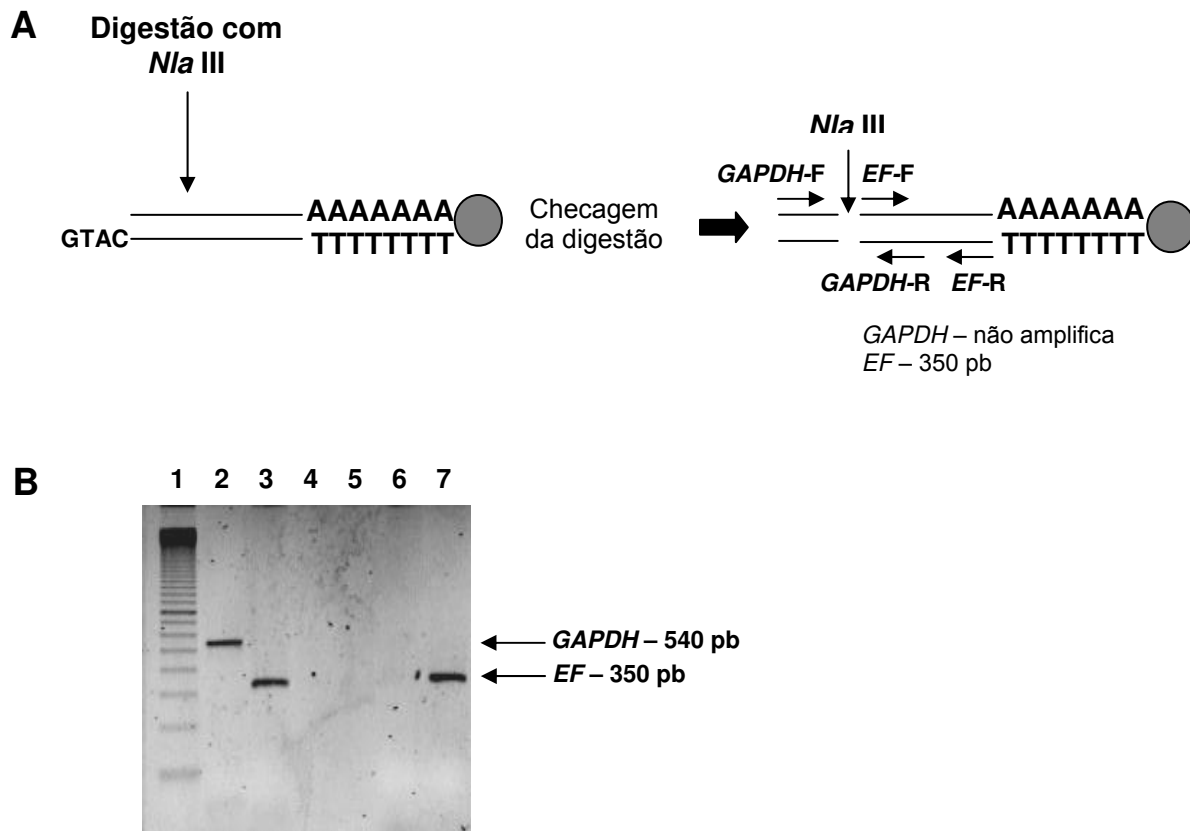 A
Digestão com
Nla III
GTAC
AAAAAAA
TTTTTTTT
Checagem
da digestão
Nla III
GAPDH-F
EF-F
AAAAAAA
TTTTTTTT
GAPDH-R
EF-R
GAPDH – não amplifica
EF – 350 pb
B
1 2 3 4 5 6 7
GAPDH – 540 pb
EF – 350 pb